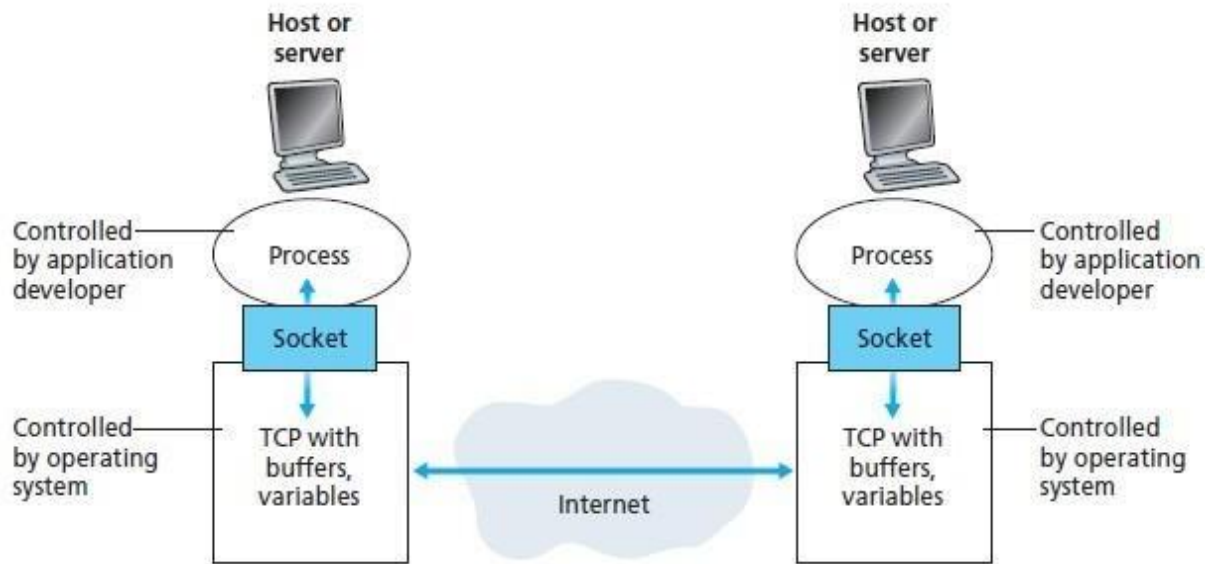 Host or
server
Host or
server
Controlled
by application
developer
Process
Process
Controlled
by application
developer
Socket
Socket
Controlled
by operating
system
TCP with
buffers,
variables
Internet
TCP with
buffers,
variables
Controlled
by operating
system